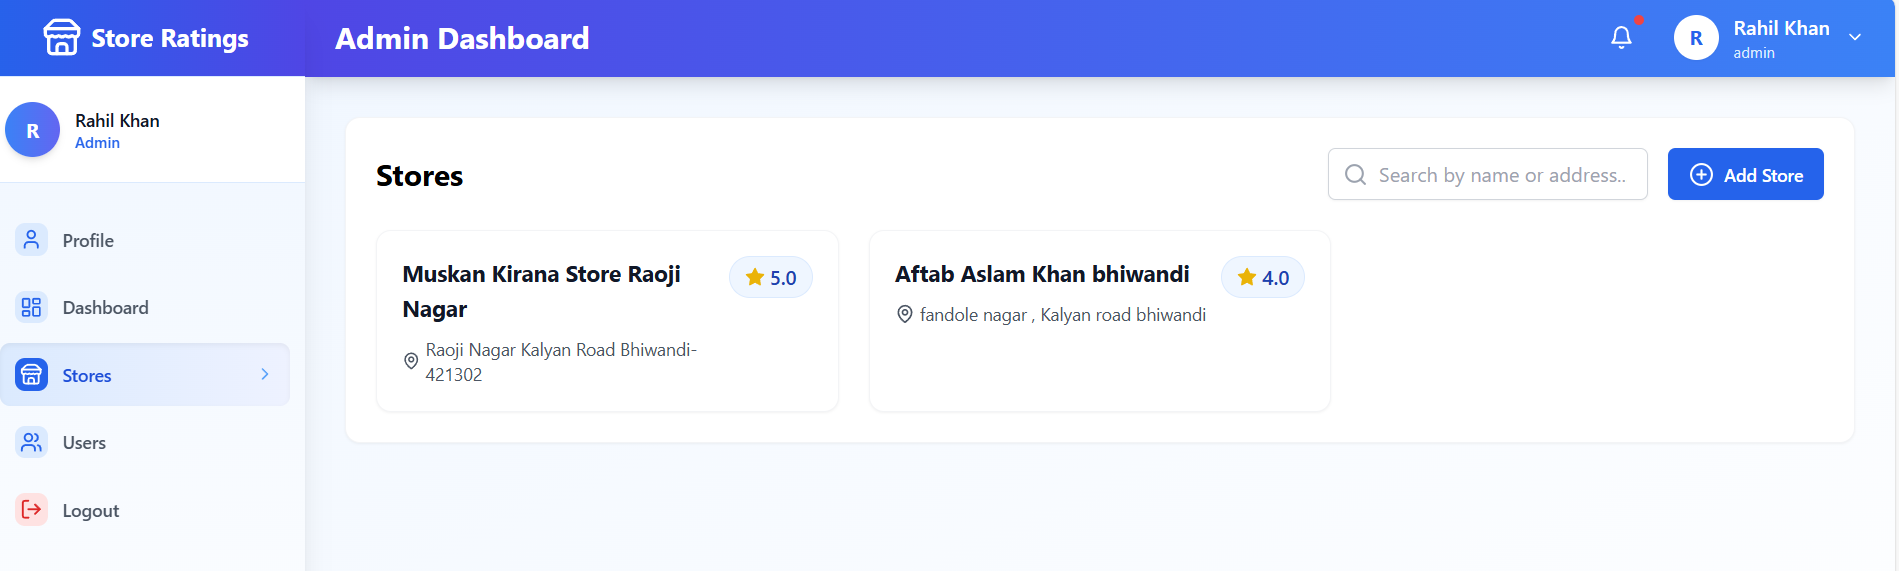 Store Ratings
Admin Dashboard
R
Rahil Khan
admin
R
Rahil Khan
Admin
Profile
Dashboard
Stores
Users
Logout
Stores
Search by name or address..
Add Store
Muskan Kirana Store Raoji
Nagar
5.0
Raoji Nagar Kalyan Road Bhiwandi-
421302
Aftab Aslam Khan bhiwandi
4.0
fandole nagar , Kalyan road bhiwandi